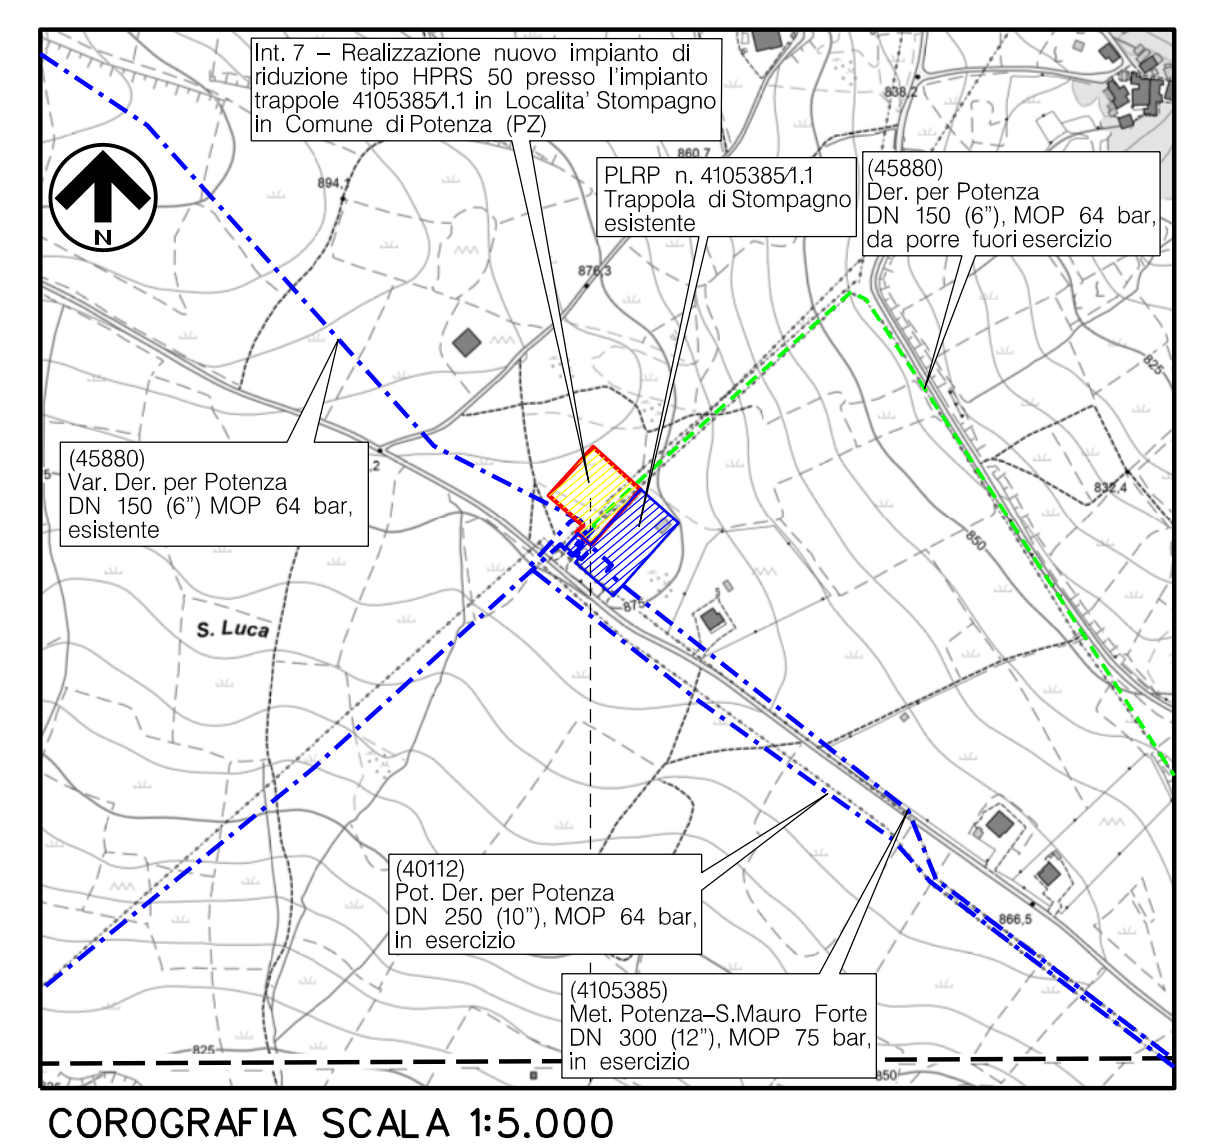 Int. 7 – Realizzazione nuovo impianto di
riduzione tipo HPRS 50 presso l'impianto
trappole 4105385/1.1 in Localita' Stompagno
in Comune di Potenza (PZ)
838,2
860,7
PLRP n. 4105385/1.1
Trappola di Stompagno
esistente
(45880)
Der. per Potenza
DN 150 (6"), MOP 64 bar,
da porre fuori esercizio
894,1
N
876,3
825
(45880)
Var. Der. per Potenza
DN 150 (6") MOP 64 bar,
esistente
832,4
850
875
S. Luca
(40112)
Pot. Der. per Potenza
DN 250 (10"), MOP 64 bar,
in esercizio
866,5
(4105385)
Met. Potenza–S.Mauro Forte
DN 300 (12"), MOP 75 bar,
in esercizio
825
850
COROGRAFIA SCALA 1:5.000